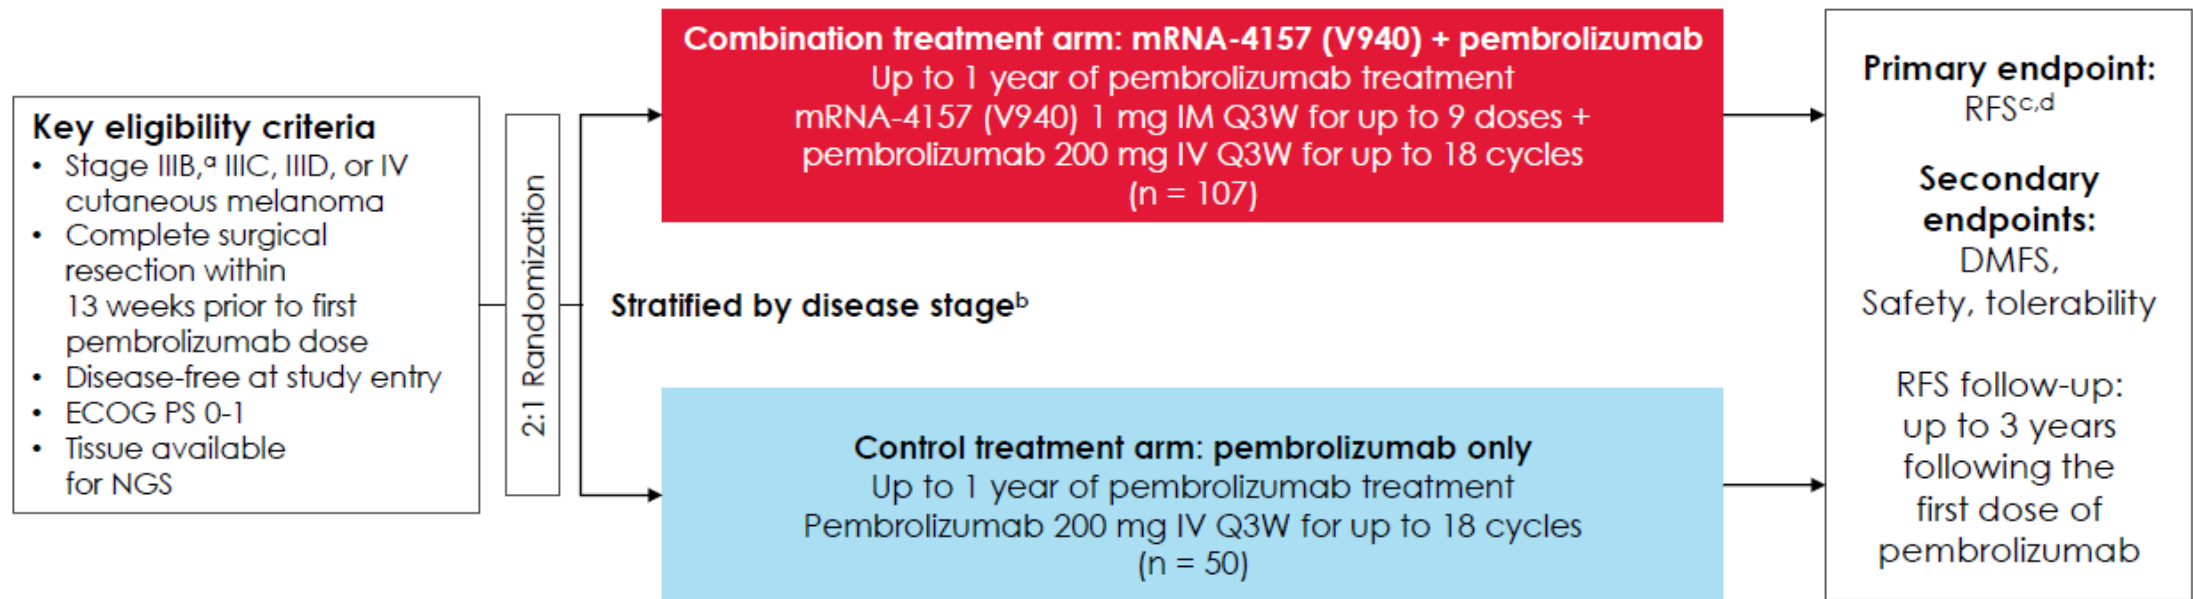 Key eligibility criteria
• Stage IIIB,ᵃ IIIC, IIID, or IV
cutaneous melanoma
• Complete surgical
resection within
13 weeks prior to first
pembrolizumab dose
• Disease-free at study entry
• ECOG PS 0-1
• Tissue available
for NGS
2:1 Randomization
Combination treatment arm: mRNA-4157 (V940) + pembrolizumab
Up to 1 year of pembrolizumab treatment
mRNA-4157 (V940) 1 mg IM Q3W for up to 9 doses +
pembrolizumab 200 mg IV Q3W for up to 18 cycles
(n = 107)
Stratified by disease stageᵇ
Control treatment arm: pembrolizumab only
Up to 1 year of pembrolizumab treatment
Pembrolizumab 200 mg IV Q3W for up to 18 cycles
(n = 50)
Primary endpoint:
RFSᶜ,ᵈ
Secondary
endpoints:
DMFS,
Safety, tolerability
RFS follow-up:
up to 3 years
following the
first dose of
pembrolizumab